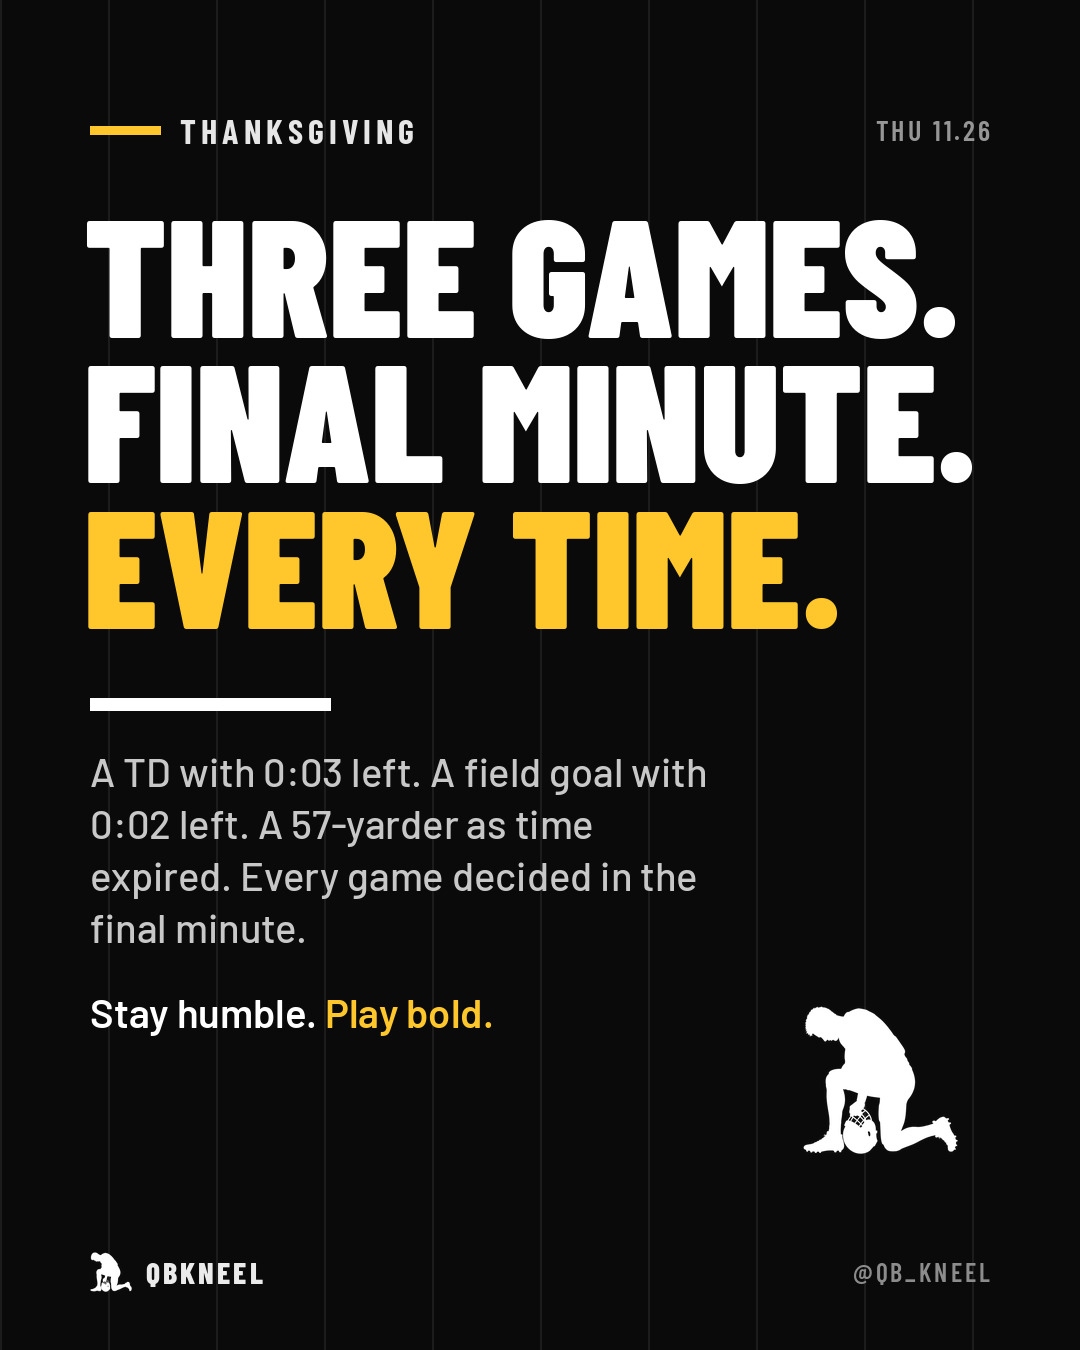 THANKSGIVING
THU 11.26
THREE GAMES.
FINAL MINUTE.
EVERY TIME.
A TD with 0:03 left. A field goal with
0:02 left. A 57-yarder as time
expired. Every game decided in the
final minute.
Stay humble. Play bold.
QBKNEEL
@QB_KNEEL